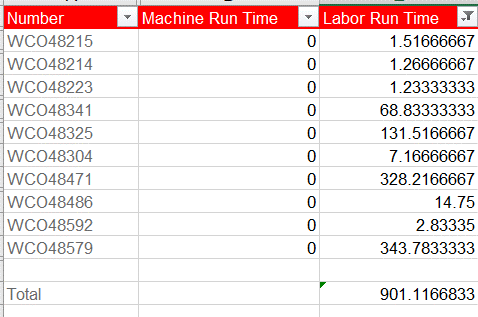 Number Machine Run Time Labor Run Time
WCO48215 0 1.51666667
WCO48214 0 1.26666667
WCO48223 0 1.23333333
WCO48341 0 68.83333333
WCO48325 0 131.5166667
WCO48304 0 7.16666667
WCO48471 0 328.2166667
WCO48486 0 14.75
WCO48592 0 2.83335
WCO48579 0 343.7833333
Total 901.1166833